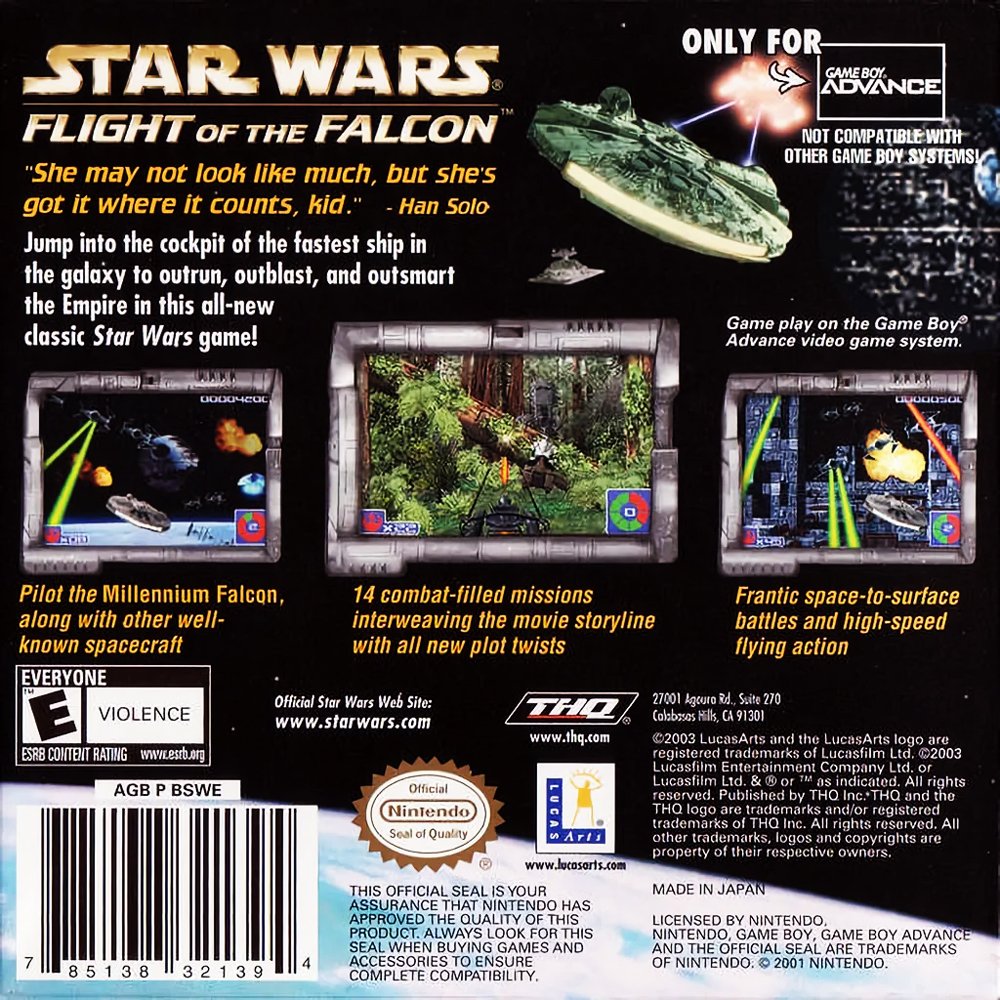 STAR WARS®
FLIGHT OF THE FALCON™
"She may not look like much, but she's
got it where it counts, kid." - Han Solo
Jump into the cockpit of the fastest ship in
the galaxy to outrun, outblast, and outsmart
the Empire in this all-new
classic Star Wars game!
ONLY FOR
GAME BOY
ADVANCE
NOT COMPATIBLE WITH
OTHER GAME BOY SYSTEMS!
Game play on the Game Boy®
Advance video game system.
Pilot the Millennium Falcon,
along with other well-
known spacecraft
14 combat-filled missions
interweaving the movie storyline
with all new plot twists
Frantic space-to-surface
battles and high-speed
flying action
EVERYONE
E
VIOLENCE
ESRB CONTENT RATING www.esrb.org
Official Star Wars Web Site:
www.starwars.com
THQ®
www.thq.com
27001 Agoura Rd., Suite 270
Calabasas Hills, CA 91301
©2003 LucasArts and the LucasArts logo are
registered trademarks of Lucasfilm Ltd. ©2003
Lucasfilm Entertainment Company Ltd. or
Lucasfilm Ltd. & ® or ™ as indicated. All rights
reserved. Published by THQ Inc. THQ and the
THQ logo are trademarks and/or registered
trademarks of THQ Inc. All rights reserved. All
other trademarks, logos and copyrights are
property of their respective owners.
AGB P BSWE
7 85138 32139 4
Official
Nintendo
Seal of Quality
®
LUCAS
Arts
www.lucasarts.com
THIS OFFICIAL SEAL IS YOUR
ASSURANCE THAT NINTENDO HAS
APPROVED THE QUALITY OF THIS
PRODUCT. ALWAYS LOOK FOR THIS
SEAL WHEN BUYING GAMES AND
ACCESSORIES TO ENSURE
COMPLETE COMPATIBILITY.
MADE IN JAPAN
LICENSED BY NINTENDO.
NINTENDO, GAME BOY, GAME BOY ADVANCE
AND THE OFFICIAL SEAL ARE TRADEMARKS
OF NINTENDO. © 2001 NINTENDO.